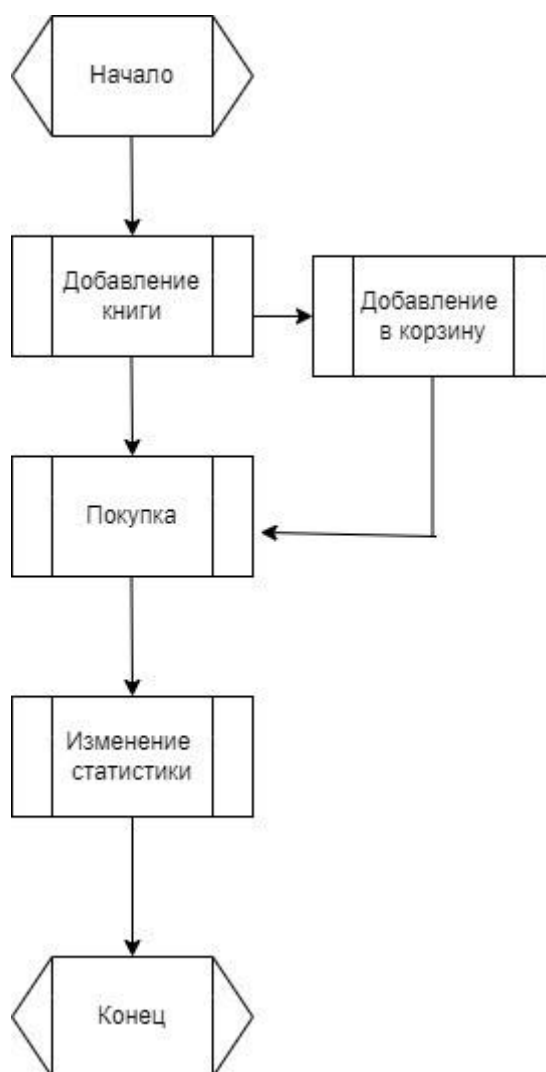 Начало
Добавление
книги
Добавление
в корзину
Покупка
Изменение
статистики
Конец